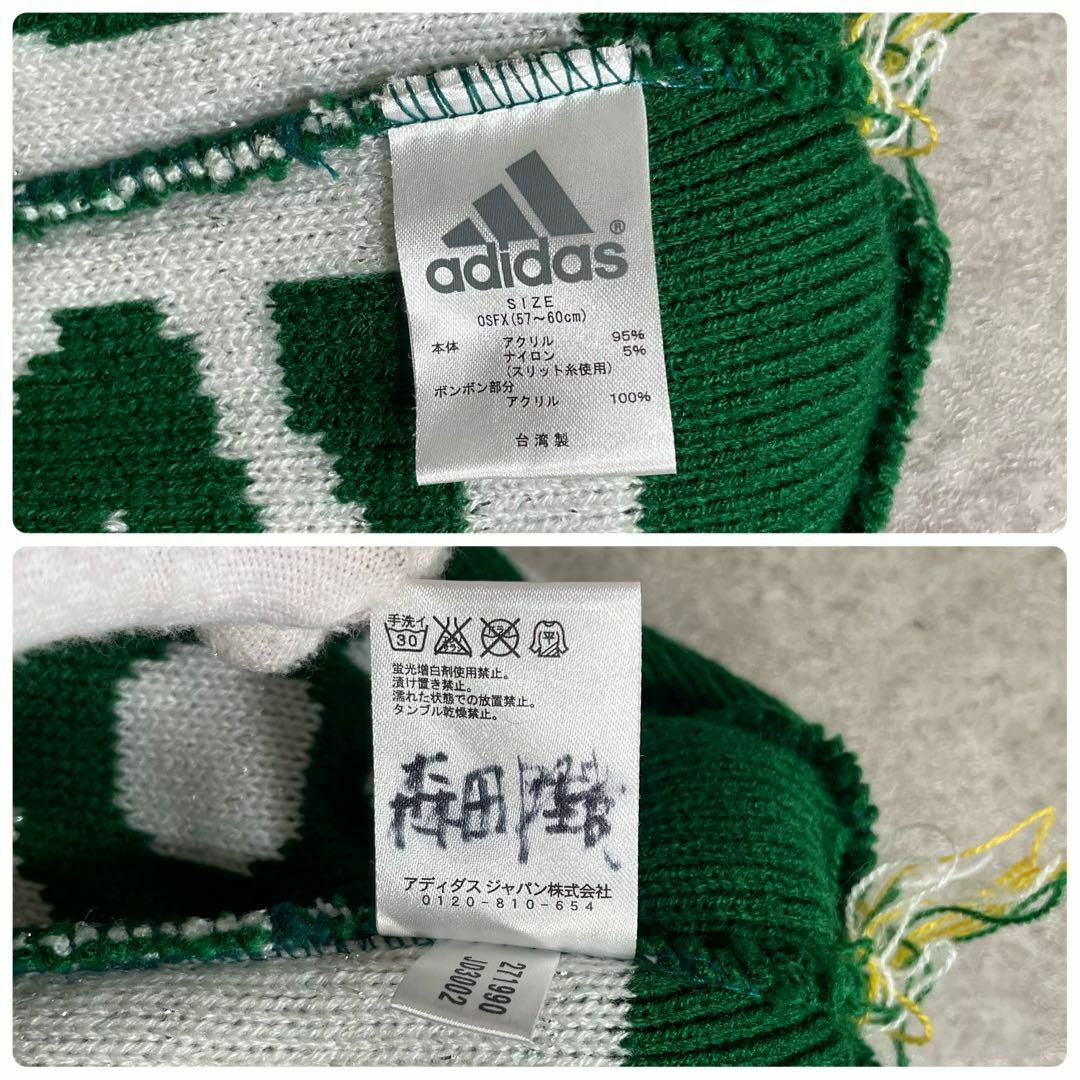 adidas®
SIZE
OSFX(57～60cm)
本体 アクリル 95%
ナイロン 5%
(スリット糸使用)
ボンボン部分
アクリル 100%
台湾製
手洗イ
30
平
蛍光増白剤使用禁止。
漬け置き禁止。
濡れた状態での放置禁止。
タンブル乾燥禁止。
田
アディダス ジャパン株式会社
0120-810-654
271990
JD3002